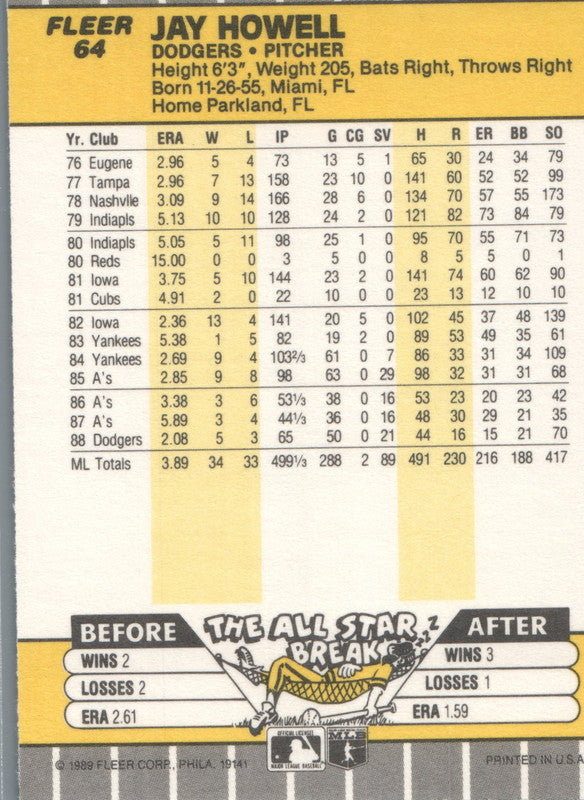 FLEER
64
JAY HOWELL
DODGERS • PITCHER
Height 6'3", Weight 205, Bats Right, Throws Right
Born 11-26-55, Miami, FL
Home Parkland, FL
Yr. Club ERA W L IP G CG SV H R ER BB SO
76 Eugene 2.96 5 4 73 13 5 1 65 30 24 34 79
77 Tampa 2.96 7 13 158 23 10 0 141 60 52 52 99
78 Nashvlle 3.09 9 14 166 28 6 0 134 70 57 55 173
79 Indiapls 5.13 10 10 128 24 2 0 121 82 73 84 79
80 Indiapls 5.05 5 11 98 25 1 0 95 70 55 71 73
80 Reds 15.00 0 0 3 5 0 0 8 5 5 0 1
81 Iowa 3.75 5 10 144 23 2 0 141 74 60 62 90
81 Cubs 4.91 2 0 22 10 0 0 23 13 12 10 10
82 Iowa 2.36 13 4 141 20 5 0 102 45 37 48 139
83 Yankees 5.38 1 5 82 19 2 0 89 53 49 35 61
84 Yankees 2.69 9 4 103⅔ 61 0 7 86 33 31 34 109
85 A's 2.85 9 8 98 63 0 29 98 32 31 31 68
86 A's 3.38 3 6 53⅓ 38 0 16 53 23 20 23 42
87 A's 5.89 3 4 44⅓ 36 0 16 48 30 29 21 35
88 Dodgers 2.08 5 3 65 50 0 21 44 16 15 21 70
ML Totals 3.89 34 33 499⅓ 288 2 89 491 230 216 188 417
BEFORE
WINS 2
LOSSES 2
ERA 2.61
THE ALL STAR
BREAK
ZZZ
AFTER
WINS 3
LOSSES 1
ERA 1.59
OFFICIAL LICENSEE
MAJOR LEAGUE BASEBALL
MLB
© 1989 FLEER CORP., PHILA. 19141
PRINTED IN U.S.A